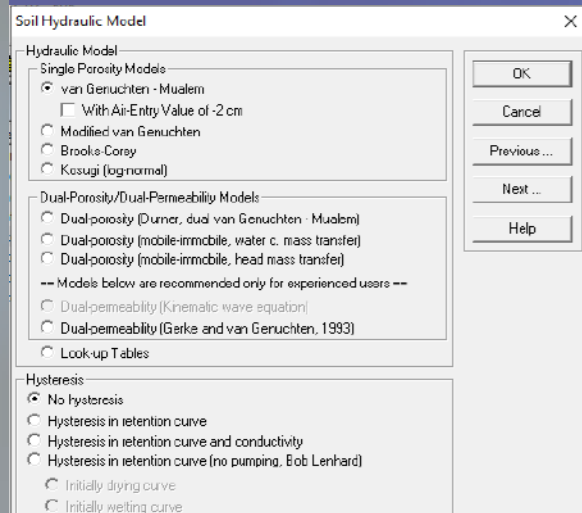 Soil Hydraulic Model
Hydraulic Model
Single Porosity Models
van Genuchten - Mualem
With Air-Entry Value of -2 cm
Modified van Genuchten
Brooks-Corey
Kosugi (log-normal)
Dual-Porosity/Dual-Permeability Models
Dual-porosity (Durner, dual van Genuchten - Mualem)
Dual-porosity (mobile-immobile, water c. mass transfer)
Dual-porosity (mobile-immobile, head mass transfer)
-- Models below are recommended only for experienced users --
Dual-permeability (Kinematic wave equation)
Dual-permeability (Gerke and van Genuchten, 1993)
Look-up Tables
Hysteresis
No hysteresis
Hysteresis in retention curve
Hysteresis in retention curve and conductivity
Hysteresis in retention curve (no pumping, Bob Lenhard)
Initially drying curve
Initially wetting curve
OK
Cancel
Previous ...
Next ...
Help